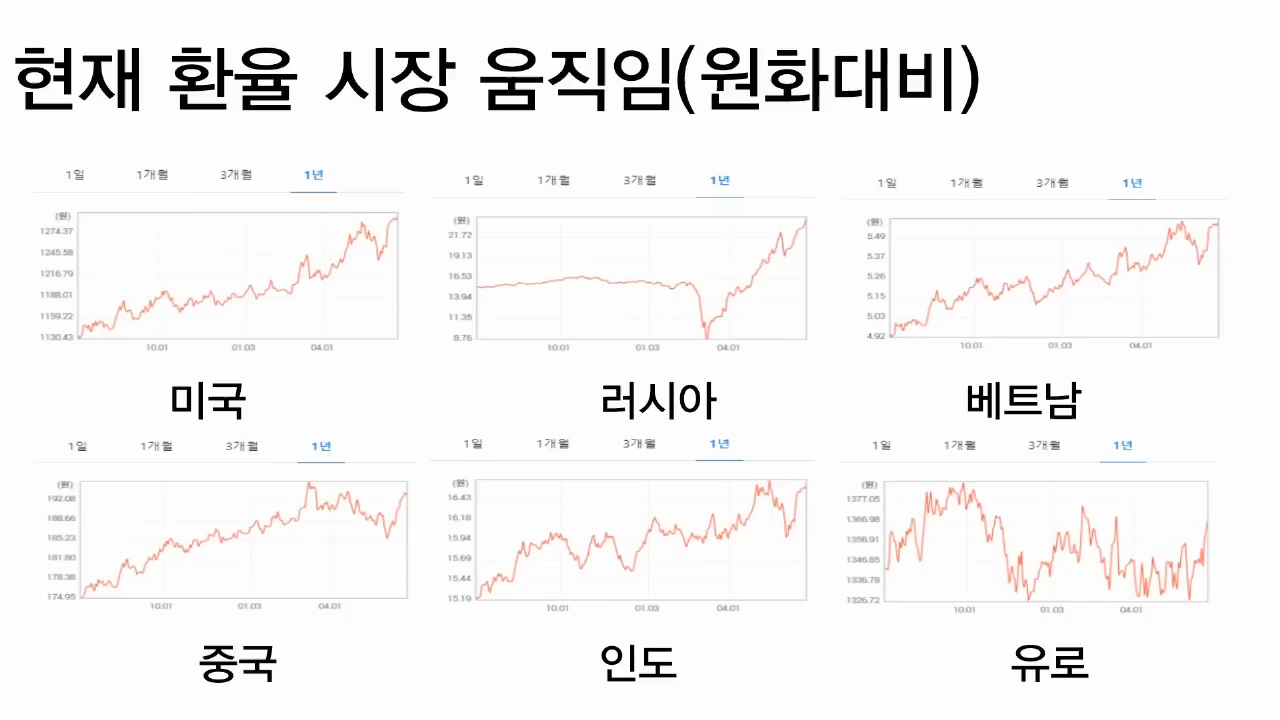 현재 환율 시장 움직임(원화대비)
1일 1개월 3개월 1년
(원)
1274.37
1245.58
1216.79
1188.01
1159.22
1130.43
10.01 01.03 04.01
미국
1일 1개월 3개월 1년
(원)
21.72
19.13
16.53
13.94
11.35
8.76
10.01 01.03 04.01
러시아
1일 1개월 3개월 1년
(원)
5.49
5.37
5.26
5.15
5.03
4.92
10.01 01.03 04.01
베트남
1일 1개월 3개월 1년
(원)
192.08
188.66
185.23
181.80
178.38
174.95
10.01 01.03 04.01
중국
1일 1개월 3개월 1년
(원)
16.43
16.18
15.94
15.69
15.44
15.19
10.01 01.03 04.01
인도
1일 1개월 3개월 1년
(원)
1377.05
1366.98
1356.91
1346.85
1336.78
1326.72
10.01 01.03 04.01
유로